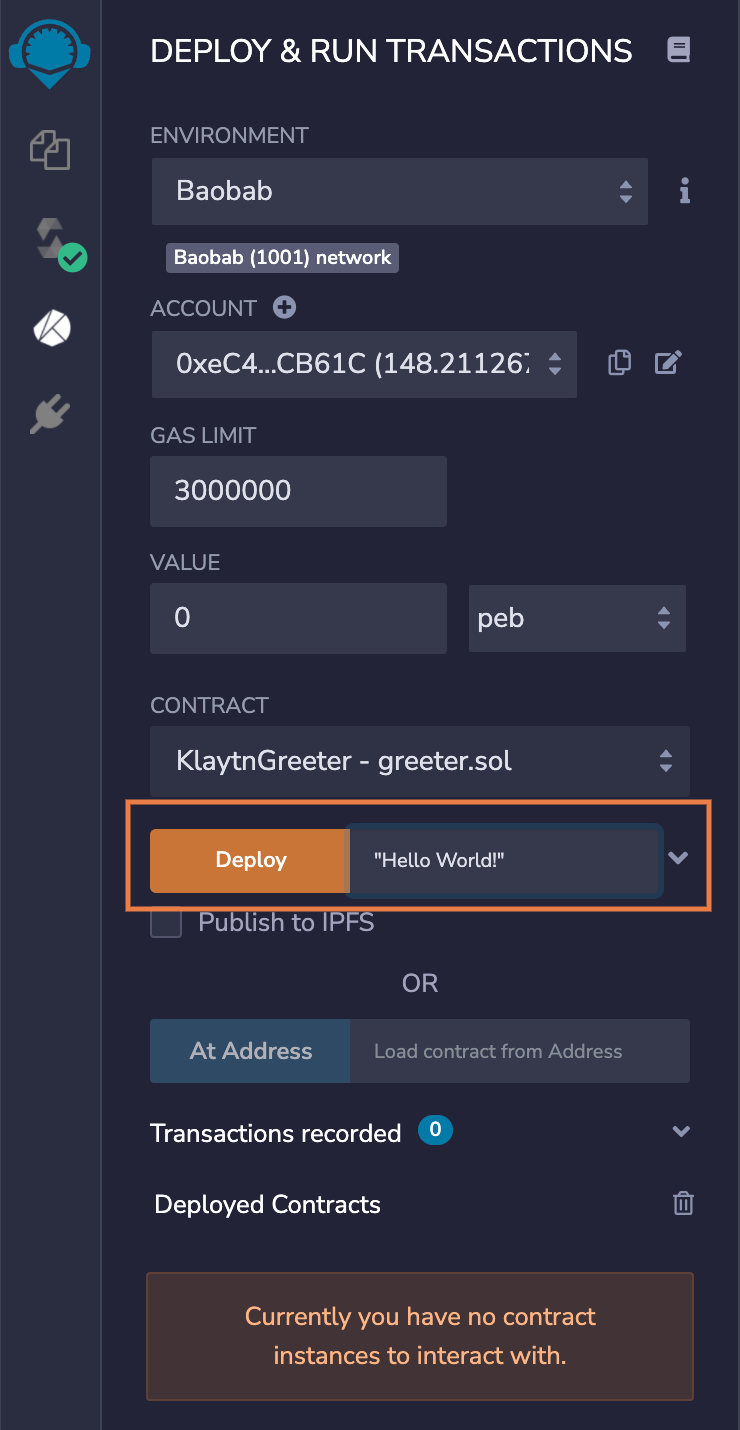 DEPLOY & RUN TRANSACTIONS
ENVIRONMENT
Baobab
Baobab (1001) network
ACCOUNT
0xeC4...CB61C (148.211267
GAS LIMIT
3000000
VALUE
0
peb
CONTRACT
KlaytnGreeter - greeter.sol
Deploy
"Hello World!"
Publish to IPFS
OR
At Address
Load contract from Address
Transactions recorded 0
Deployed Contracts
Currently you have no contract
instances to interact with.